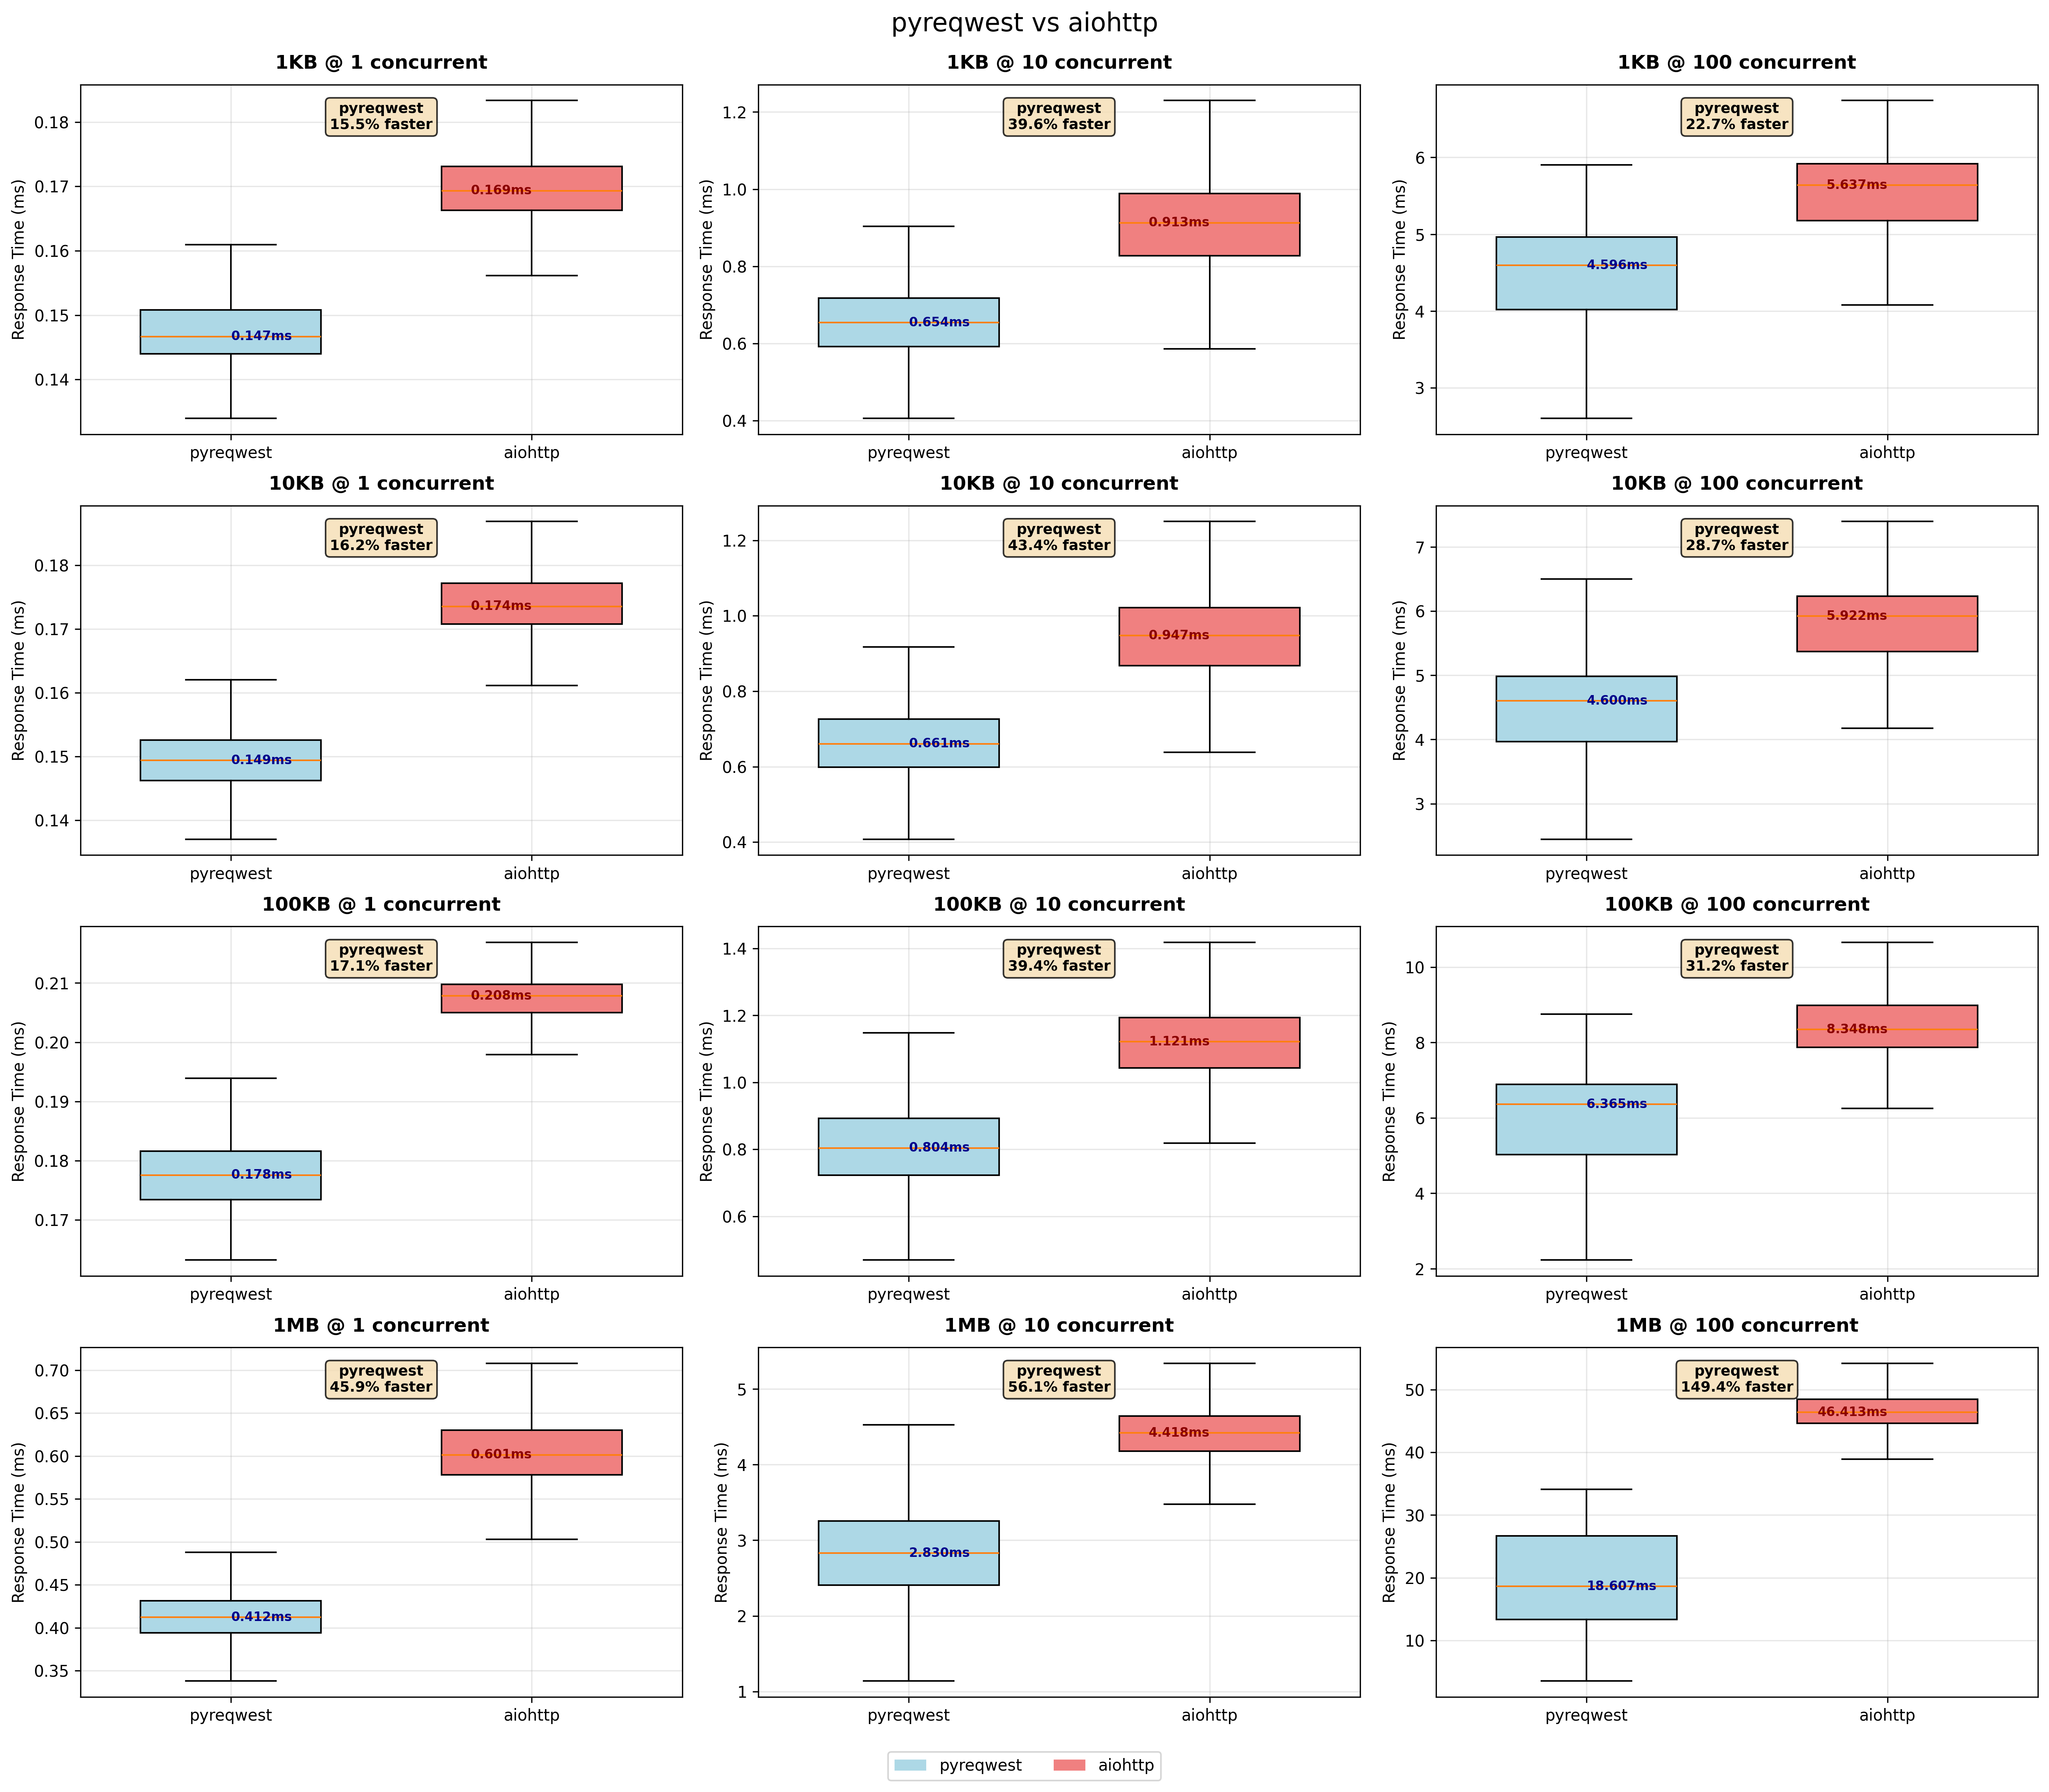 pyreqwest vs aiohttp
1KB @ 1 concurrent
Response Time (ms)
0.18
0.17
0.16
0.15
0.14
pyreqwest
15.5% faster
0.147ms
0.169ms
pyreqwest
aiohttp
1KB @ 10 concurrent
Response Time (ms)
1.2
1.0
0.8
0.6
0.4
pyreqwest
39.6% faster
0.654ms
0.913ms
pyreqwest
aiohttp
1KB @ 100 concurrent
Response Time (ms)
6
5
4
3
pyreqwest
22.7% faster
4.596ms
5.637ms
pyreqwest
aiohttp
10KB @ 1 concurrent
Response Time (ms)
0.18
0.17
0.16
0.15
0.14
pyreqwest
16.2% faster
0.149ms
0.174ms
pyreqwest
aiohttp
10KB @ 10 concurrent
Response Time (ms)
1.2
1.0
0.8
0.6
0.4
pyreqwest
43.4% faster
0.661ms
0.947ms
pyreqwest
aiohttp
10KB @ 100 concurrent
Response Time (ms)
7
6
5
4
3
pyreqwest
28.7% faster
4.600ms
5.922ms
pyreqwest
aiohttp
100KB @ 1 concurrent
Response Time (ms)
0.21
0.20
0.19
0.18
0.17
pyreqwest
17.1% faster
0.178ms
0.208ms
pyreqwest
aiohttp
100KB @ 10 concurrent
Response Time (ms)
1.4
1.2
1.0
0.8
0.6
pyreqwest
39.4% faster
0.804ms
1.121ms
pyreqwest
aiohttp
100KB @ 100 concurrent
Response Time (ms)
10
8
6
4
2
pyreqwest
31.2% faster
6.365ms
8.348ms
pyreqwest
aiohttp
1MB @ 1 concurrent
Response Time (ms)
0.70
0.65
0.60
0.55
0.50
0.45
0.40
0.35
pyreqwest
45.9% faster
0.412ms
0.601ms
pyreqwest
aiohttp
1MB @ 10 concurrent
Response Time (ms)
5
4
3
2
1
pyreqwest
56.1% faster
2.830ms
4.418ms
pyreqwest
aiohttp
1MB @ 100 concurrent
Response Time (ms)
50
40
30
20
10
pyreqwest
149.4% faster
18.607ms
46.413ms
pyreqwest
aiohttp
pyreqwest
aiohttp